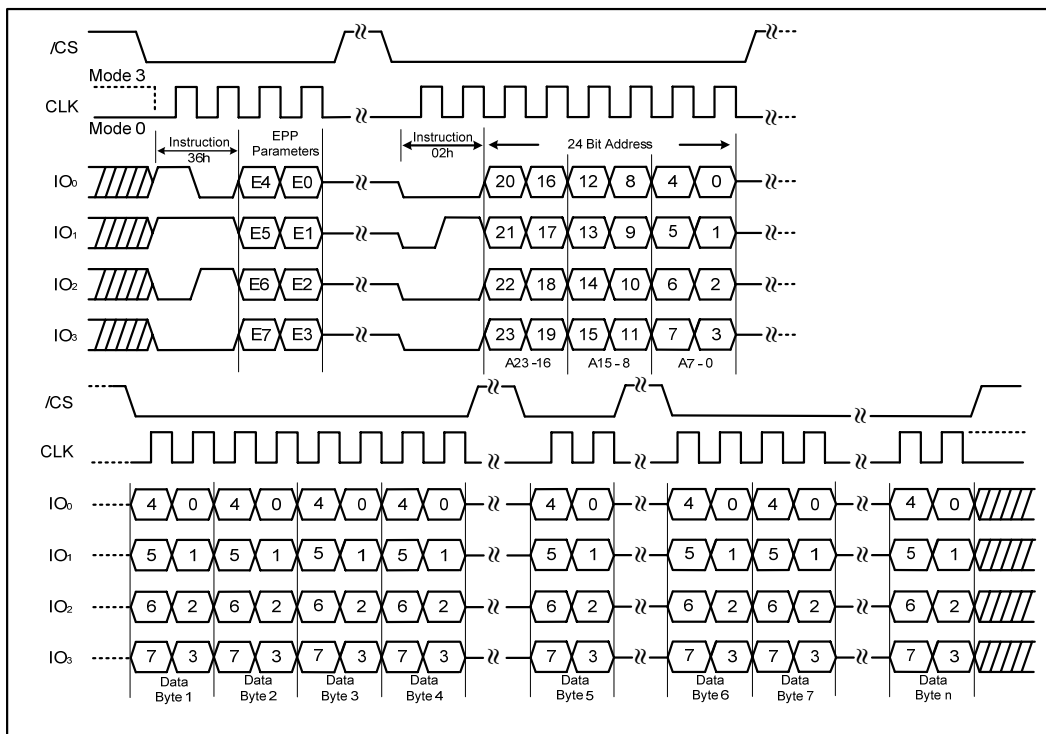 /CS
Mode 3
CLK
Mode 0
Instruction
36h
EPP
Parameters
Instruction
02h
24 Bit Address
IO0 E4 E0 20 16 12 8 4 0
IO1 E5 E1 21 17 13 9 5 1
IO2 E6 E2 22 18 14 10 6 2
IO3 E7 E3 23 19 15 11 7 3
A23-16 A15-8 A7-0
/CS
CLK
IO0 4 0 4 0 4 0 4 0 4 0 4 0 4 0 4 0
IO1 5 1 5 1 5 1 5 1 5 1 5 1 5 1 5 1
IO2 6 2 6 2 6 2 6 2 6 2 6 2 6 2 6 2
IO3 7 3 7 3 7 3 7 3 7 3 7 3 7 3 7 3
Data Data Data Data Data Data Data Data
Byte 1 Byte 2 Byte 3 Byte 4 Byte 5 Byte 6 Byte 7 Byte n